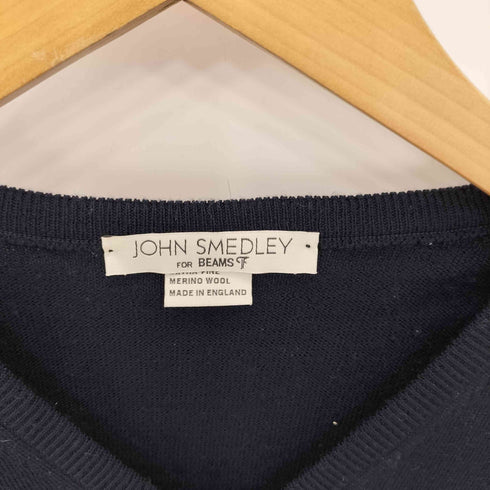 JOHN SMEDLEY
FOR BEAMS F
MERINO WOOL
MADE IN ENGLAND